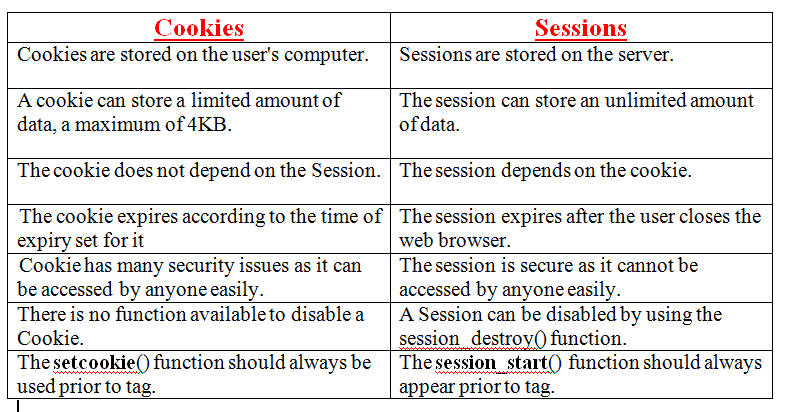 Cookies
Sessions
Cookies are stored on the user's computer.
Sessions are stored on the server.
A cookie can store a limited amount of
data, a maximum of 4KB.
The session can store an unlimited amount
of data.
The cookie does not depend on the Session.
The session depends on the cookie.
The cookie expires according to the time of
expiry set for it
The session expires after the user closes the
web browser.
Cookie has many security issues as it can
be accessed by anyone easily.
The session is secure as it cannot be
accessed by anyone easily.
There is no function available to disable a
Cookie.
A Session can be disabled by using the
session_destroy() function.
The setcookie() function should always be
used prior to tag.
The session_start() function should always
appear prior to tag.